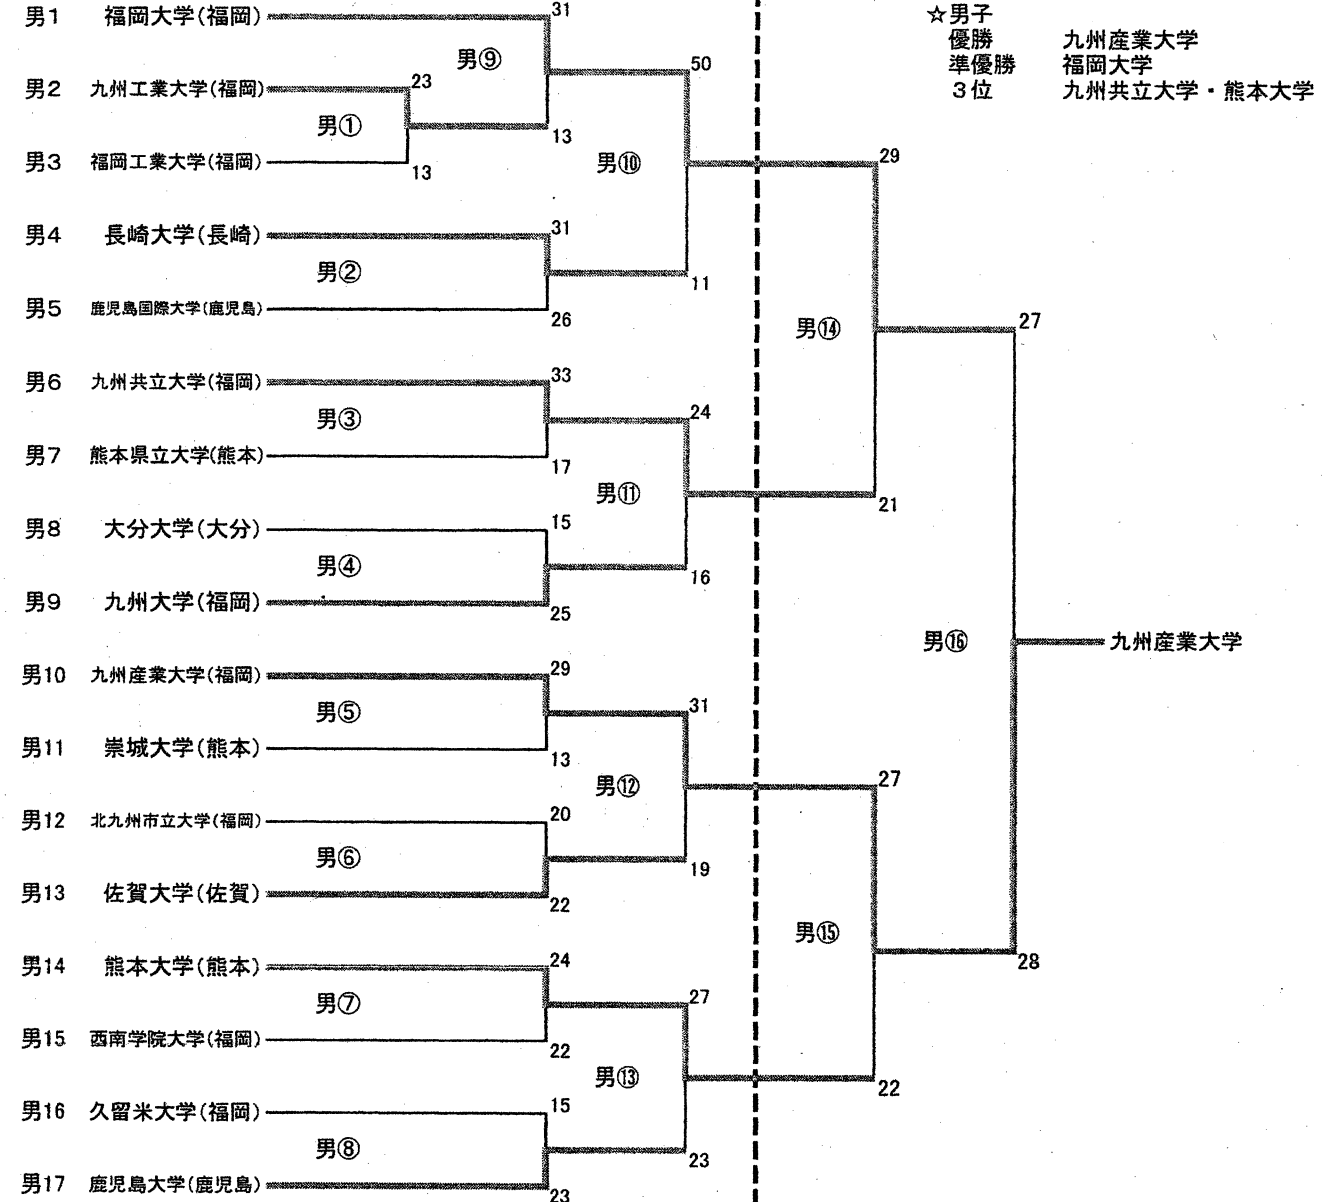 ☆男子
優勝 九州産業大学
準優勝 福岡大学
3位 九州共立大学・熊本大学
男1 福岡大学(福岡) 31
男⑨ 50
男2 九州工業大学(福岡) 23
男① 13
男3 福岡工業大学(福岡) 13
男⑩ 29
男4 長崎大学(長崎) 31
男② 11
男5 鹿児島国際大学(鹿児島) 26
男⑭ 27
男6 九州共立大学(福岡) 33
男③ 24
男7 熊本県立大学(熊本) 17
男⑪ 21
男8 大分大学(大分) 15
男④ 16
男9 九州大学(福岡) 25
男⑯ 九州産業大学
男10 九州産業大学(福岡) 29
男⑤ 31
男11 崇城大学(熊本) 13
男⑫ 27
男12 北九州市立大学(福岡) 20
男⑥ 19
男13 佐賀大学(佐賀) 22
男⑮ 28
男14 熊本大学(熊本) 24
男⑦ 27
男15 西南学院大学(福岡) 22
男⑬ 22
男16 久留米大学(福岡) 15
男⑧ 23
男17 鹿児島大学(鹿児島) 23